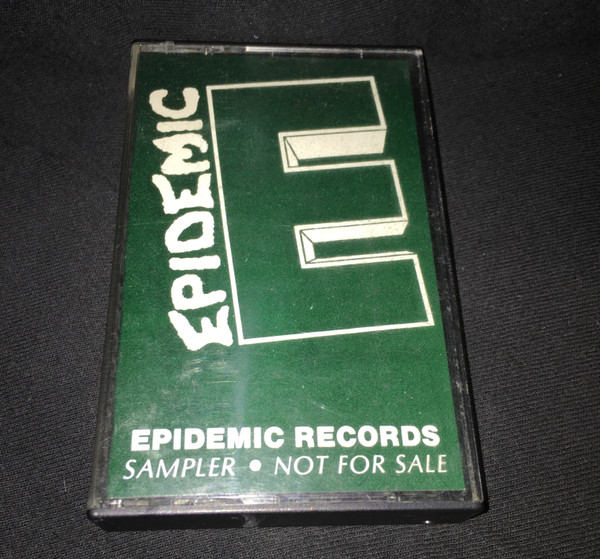 EPIDEMIC
E
EPIDEMIC RECORDS
SAMPLER • NOT FOR SALE